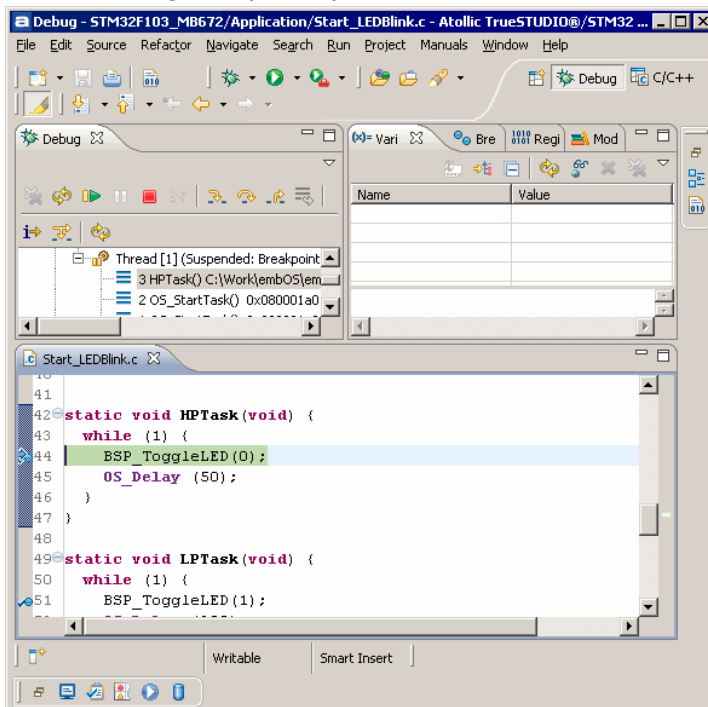 Debug - STM32F103_MB672/Application/Start_LEDBlink.c - Atollic TrueSTUDIO®/STM32 ...
File Edit Source Refactor Navigate Search Run Project Manuals Window Help
Debug C/C++
Debug
(x)= Vari Bre Regi Mod
Name Value
Thread [1] (Suspended: Breakpoint
3 HPTask() C:\Work\embOS\em
2 OS_StartTask() 0x080001a0
Start_LEDBlink.c
41
42 static void HPTask(void) {
43 while (1) {
44 BSP_ToggleLED(0);
45 OS_Delay (50);
46 }
47 }
48
49 static void LPTask(void) {
50 while (1) {
51 BSP_ToggleLED(1);
Writable Smart Insert